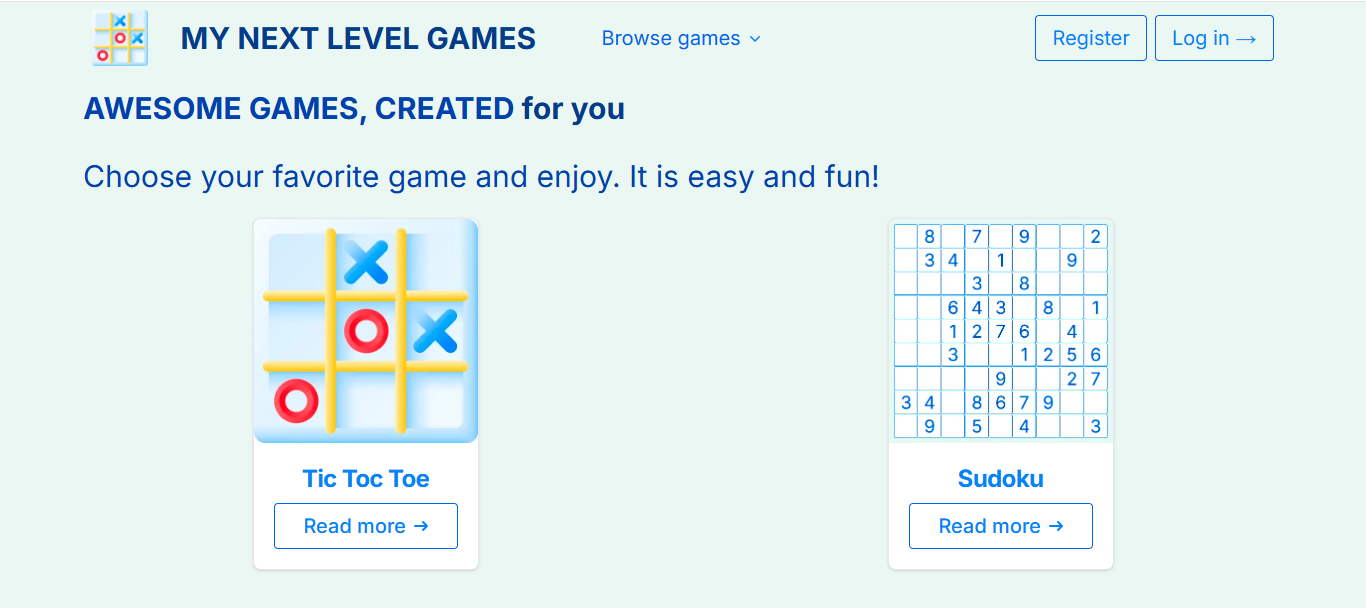 MY NEXT LEVEL GAMES
Browse games
Register
Log in →
AWESOME GAMES, CREATED for you
Choose your favorite game and enjoy. It is easy and fun!
8 7 9 2
3 4 1 9
3 8
6 4 3 8 1
1 2 7 6 4
3 1 2 5 6
9 2 7
3 4 8 6 7 9
9 5 4 3
Tic Toc Toe
Read more →
Sudoku
Read more →